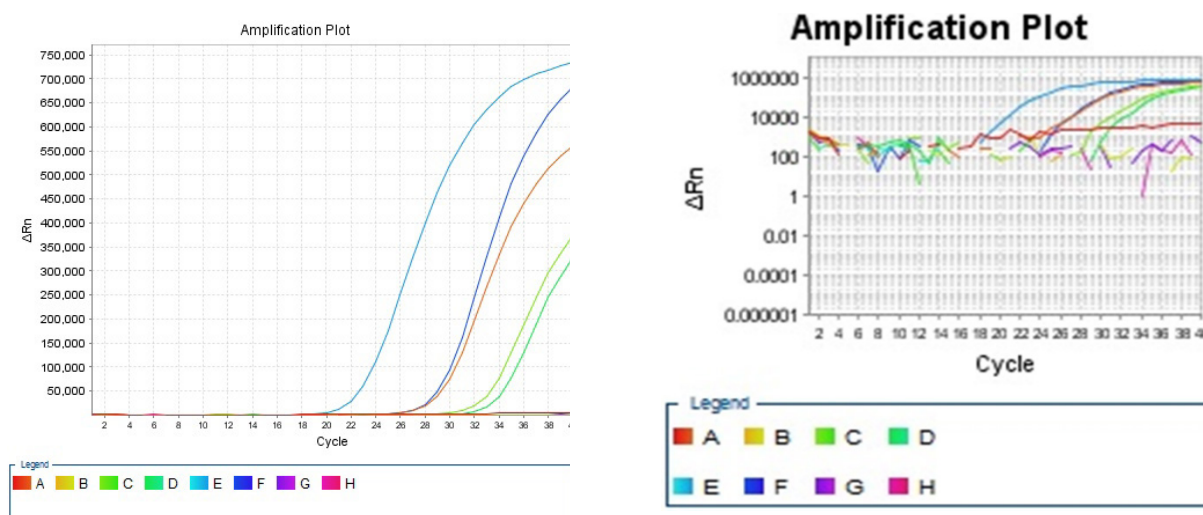 Amplification Plot
750,000
700,000
650,000
600,000
550,000
500,000
450,000
400,000
350,000
300,000
250,000
200,000
150,000
100,000
50,000
ΔRn
2 4 6 8 10 12 14 16 18 20 22 24 26 28 30 32 34 36 38
Cycle
Legend
A B C D E F G H
Amplification Plot
1000000
10000
100
1
0.01
0.0001
0.000001
ΔRn
2 4 6 8 10 12 14 16 18 20 22 24 26 28 30 32 34 36 38 4
Cycle
Legend
A B C D
E F G H